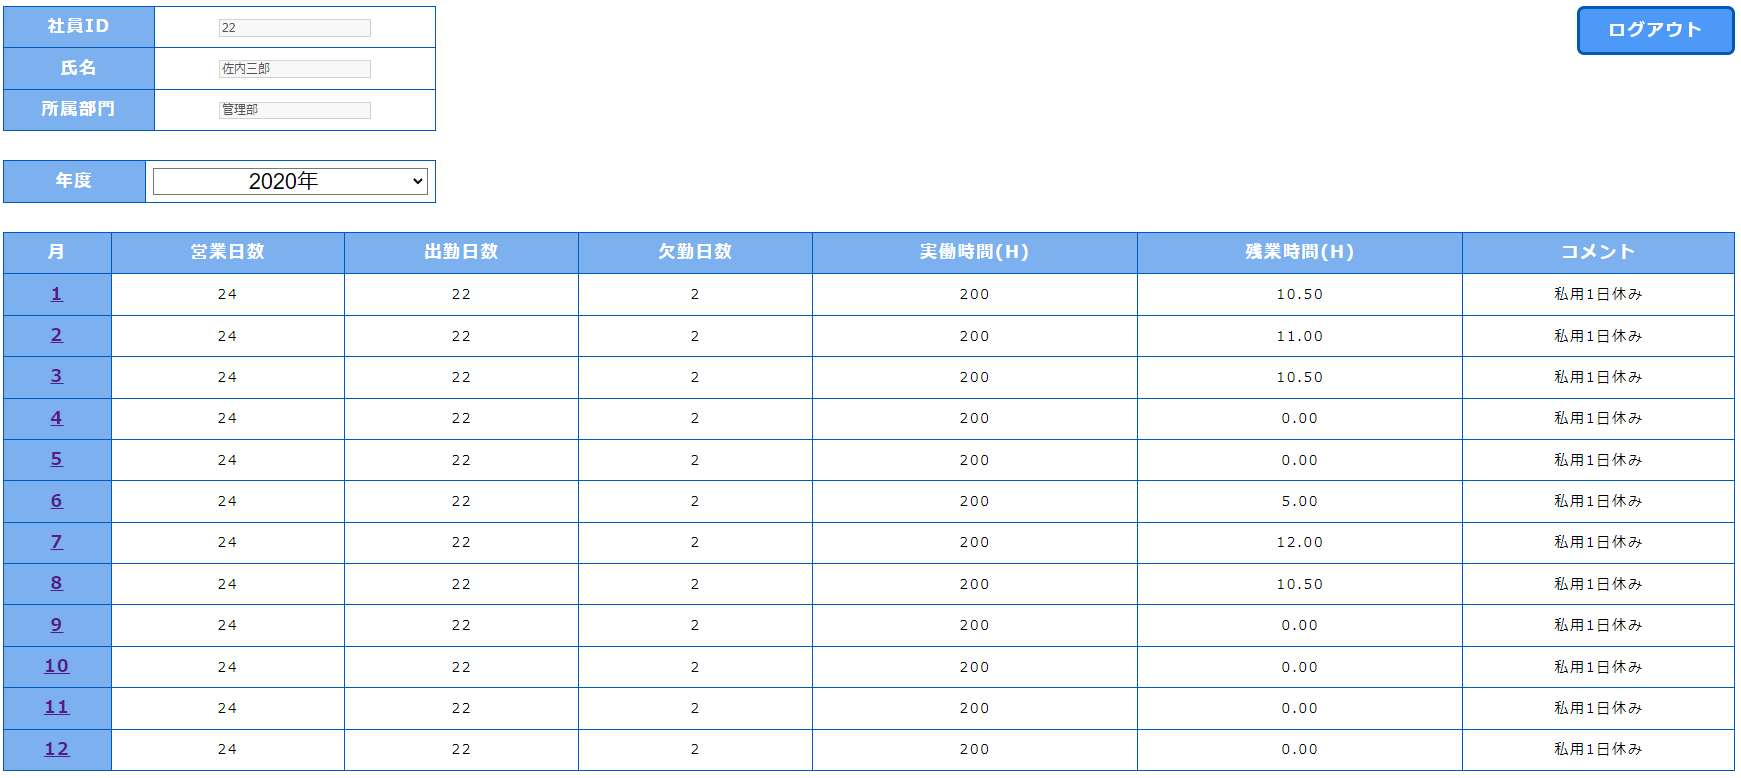 社員ID 22 ログアウト
氏名 佐内三郎
所属部門 管理部
年度 2020年
月 営業日数 出勤日数 欠勤日数 実働時間(H) 残業時間(H) コメント
1 24 22 2 200 10.50 私用1日休み
2 24 22 2 200 11.00 私用1日休み
3 24 22 2 200 10.50 私用1日休み
4 24 22 2 200 0.00 私用1日休み
5 24 22 2 200 0.00 私用1日休み
6 24 22 2 200 5.00 私用1日休み
7 24 22 2 200 12.00 私用1日休み
8 24 22 2 200 10.50 私用1日休み
9 24 22 2 200 0.00 私用1日休み
10 24 22 2 200 0.00 私用1日休み
11 24 22 2 200 0.00 私用1日休み
12 24 22 2 200 0.00 私用1日休み